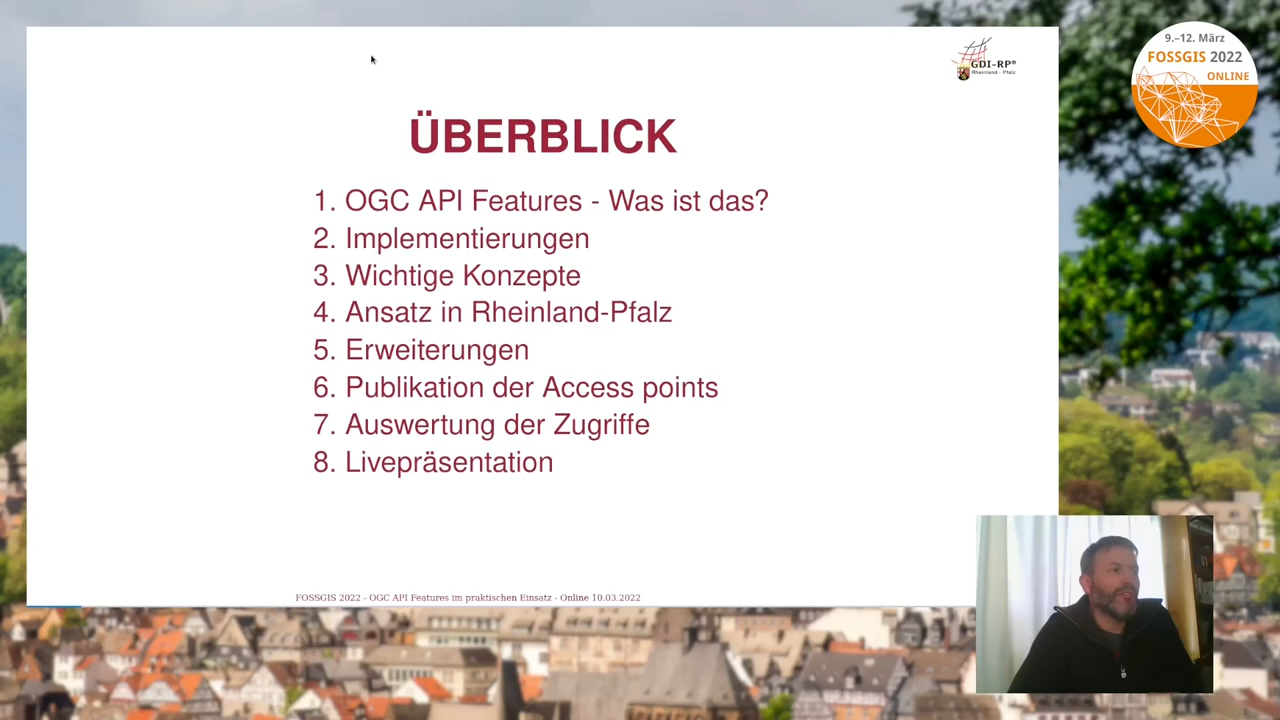 9.–12. März
FOSSGIS 2022
ONLINE
GDI-RP®
Rheinland - Pfalz
ÜBERBLICK
1. OGC API Features - Was ist das?
2. Implementierungen
3. Wichtige Konzepte
4. Ansatz in Rheinland-Pfalz
5. Erweiterungen
6. Publikation der Access points
7. Auswertung der Zugriffe
8. Livepräsentation
FOSSGIS 2022 - OGC API Features im praktischen Einsatz - Online 10.03.2022